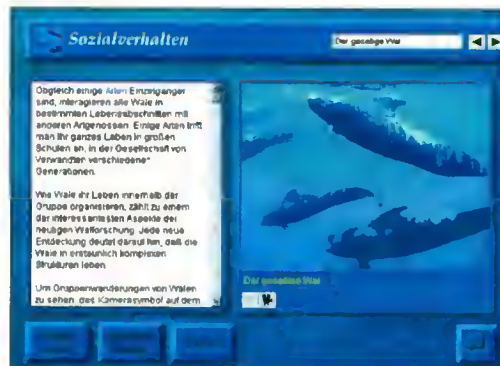 Sozialverhalten
Der gesellige Wal
Obgleich einige Arten Einzelgänger
sind, interagieren alle Wale in
bestimmten Lebensabschnitten mit
anderen Artgenossen. Einige Arten trifft
man ihr ganzes Leben in großen
Schulen an, in der Gesellschaft von
Verwandten verschiedener
Generationen.
Wie Wale ihr Leben innerhalb der
Gruppe organisieren, zählt zu einem
der interessantesten Aspekte der
heutigen Walforschung. Jede neue
Entdeckung deutet darauf hin, daß die
Wale in erstaunlich komplexen
Strukturen leben.
Um Gruppenwanderungen von Walen
zu sehen, das Kamerasymbol auf dem
Der gesellige Wal